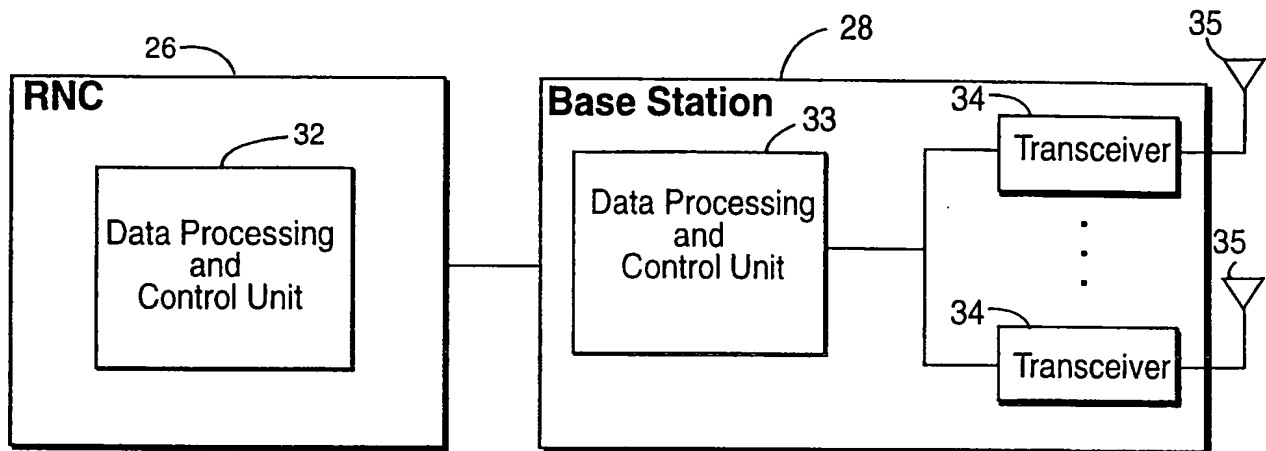 26
28
35
RNC
Base Station
34
32
33
Transceiver
Data Processing
and
Control Unit
Data Processing
and
Control Unit
35
34
Transceiver